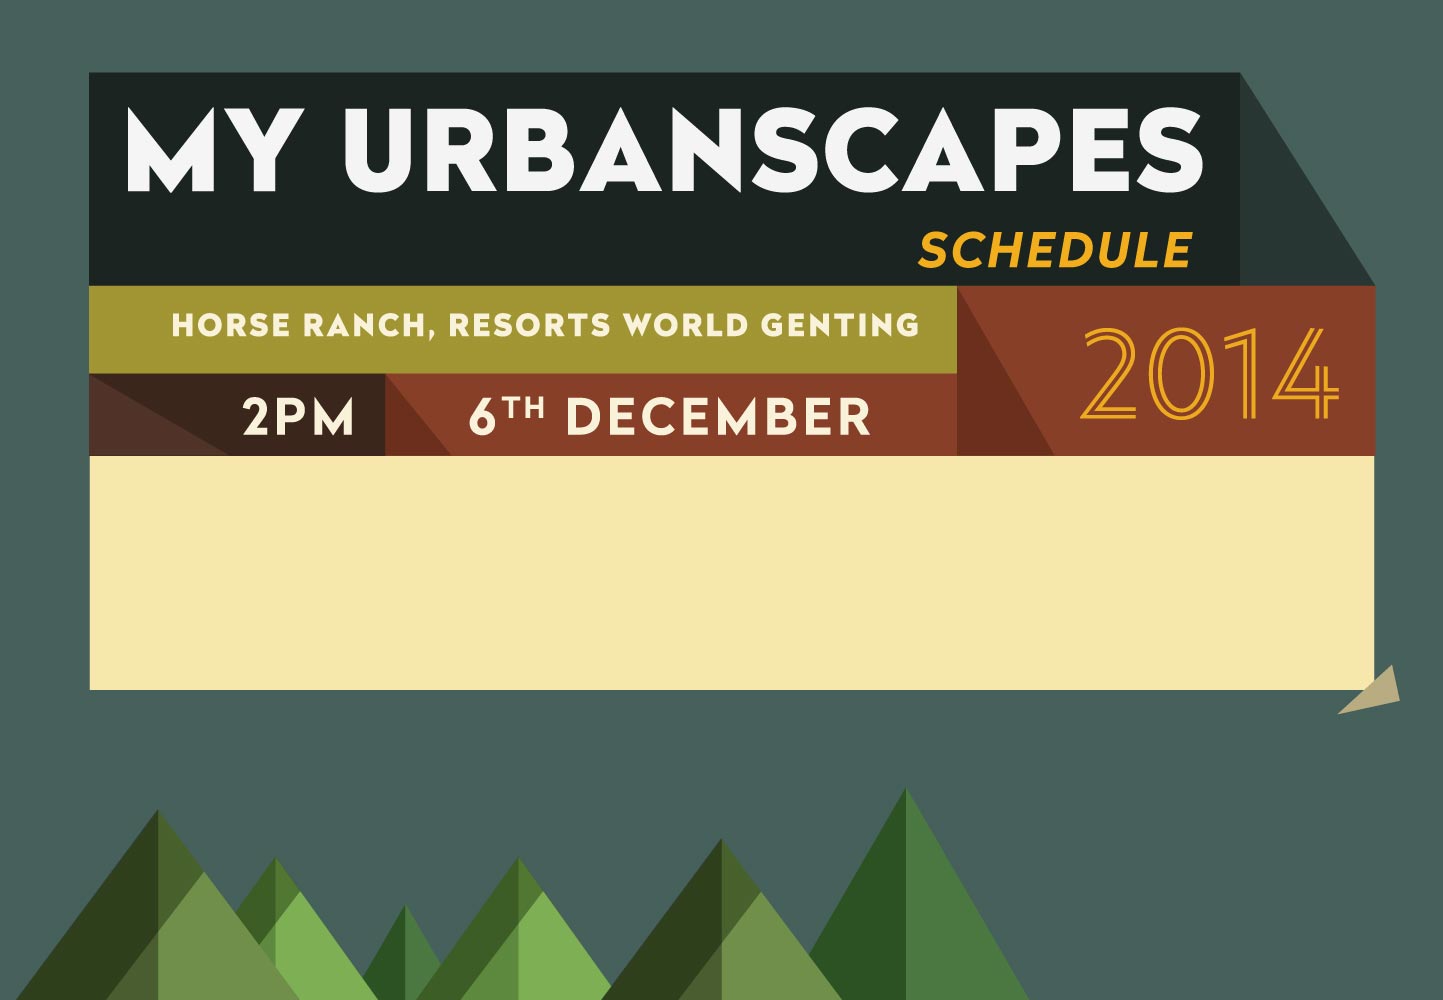 MY URBANSCAPES
SCHEDULE
HORSE RANCH, RESORTS WORLD GENTING
2014
2PM
6TH DECEMBER